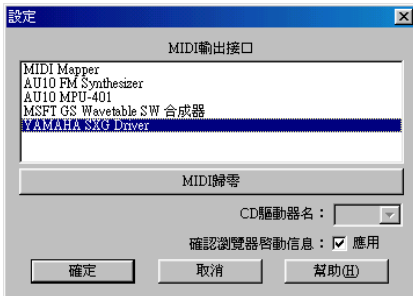 設定
MIDI輸出接口
MIDI Mapper
AU10 FM Synthesizer
AU10 MPU-401
MSFT GS Wavetable SW 合成器
YAMAHA SXG Driver
MIDI歸零
CD驅動器名：
確認瀏覽器啓動信息： 應用
確定 取消 幫助(H)